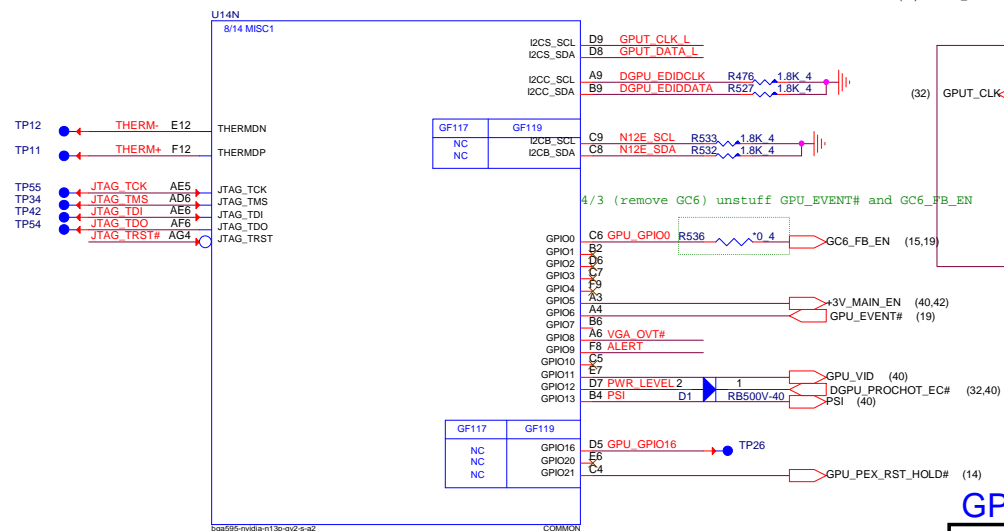 U14N
8/14 MISC1
I2CS_SCL D9 GPUT_CLK_L
I2CS_SDA D8 GPUT_DATA_L
I2CC_SCL A9 DGPU_EDIDCLK R476 1.8K_4
I2CC_SDA B9 DGPU_EDIDDATA R527 1.8K_4
(32) GPUT_CLK
TP12 THERM- E12 THERMDN
GF117 GF119
NC I2CB_SCL C9 N12E_SCL R533 1.8K_4
NC I2CB_SDA C8 N12E_SDA R532 1.8K_4
TP11 THERM+ F12 THERMDP
TP55 JTAG_TCK AE5 JTAG_TCK
TP34 JTAG_TMS AD6 JTAG_TMS
TP42 JTAG_TDI AE6 JTAG_TDI
TP54 JTAG_TDO AF6 JTAG_TDO
JTAG_TRST# AG4 JTAG_TRST
4/3 (remove GC6) unstuff GPU_EVENT# and GC6_FB_EN
GPIO0 C6 GPU_GPIO0 R536 *0_4 GC6_FB_EN (15,19)
GPIO1 B2
GPIO2 D6
GPIO3 C7
GPIO4 F9
GPIO5 A3 +3V_MAIN_EN (40,42)
GPIO6 A4 GPU_EVENT# (19)
GPIO7 B6
GPIO8 A6 VGA_OVT#
GPIO9 F8 ALERT
GPIO10 C5
GPIO11 E7 GPU_VID (40)
GPIO12 D7 PWR_LEVEL 2 1 DGPU_PROCHOT_EC# (32,40)
GPIO13 B4 PSI D1 RB500V-40 PSI (40)
GF117 GF119
NC GPIO16 D5 GPU_GPIO16 TP26
NC GPIO20 E6
NC GPIO21 C4 GPU_PEX_RST_HOLD# (14)
bga595-nvidia-n13p-gv2-s-a2 COMMON
GP